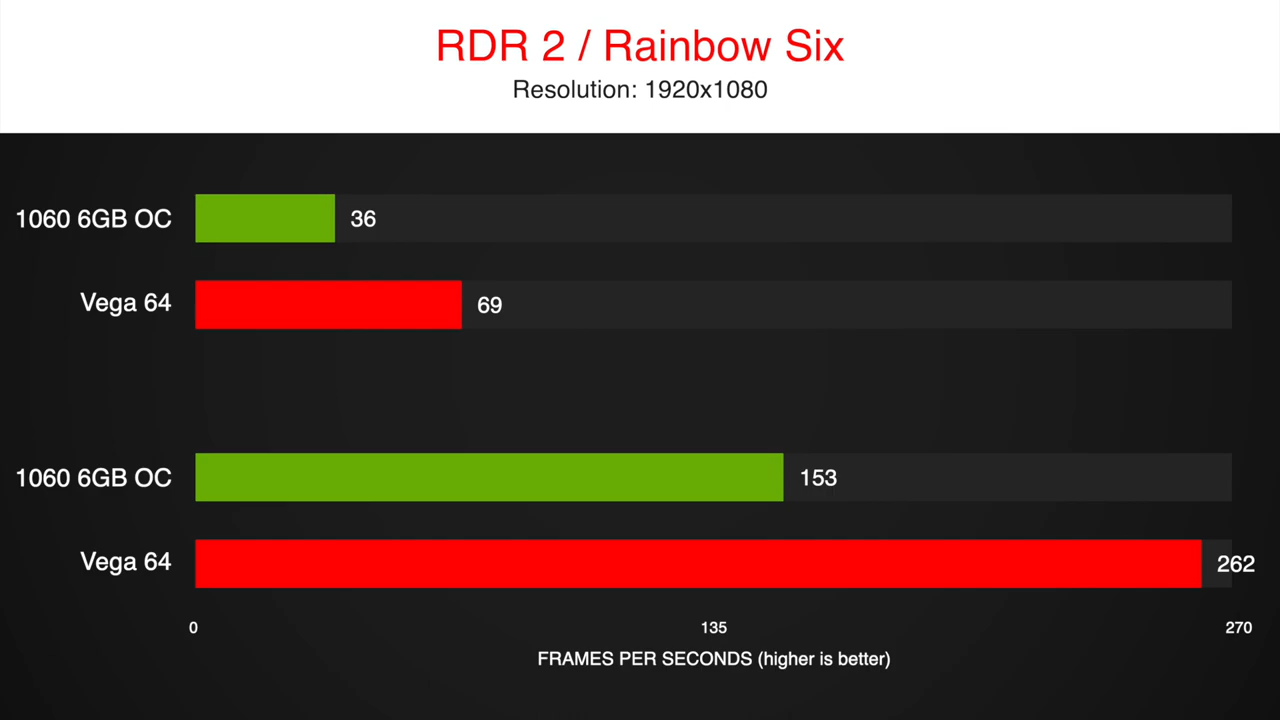 RDR 2 / Rainbow Six
Resolution: 1920x1080
1060 6GB OC 36
Vega 64 69
1060 6GB OC 153
Vega 64 262
0 135 270
FRAMES PER SECONDS (higher is better)